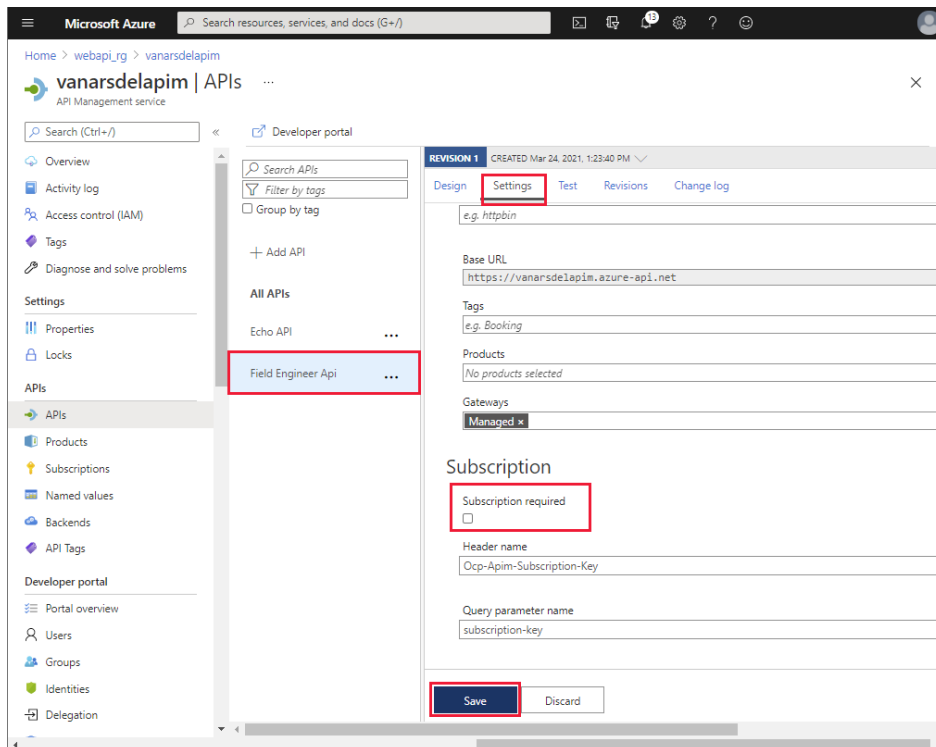 Microsoft Azure
Search resources, services, and docs (G+/)
13
Home > webapi_rg > vanarsdelapim
vanarsdelapim | APIs ...
API Management service
Search (Ctrl+/)
«
Overview
Activity log
Access control (IAM)
Tags
Diagnose and solve problems
Settings
Properties
Locks
APIs
APIs
Products
Subscriptions
Named values
Backends
API Tags
Developer portal
Portal overview
Users
Groups
Identities
Delegation
Developer portal
Search APIs
Filter by tags
Group by tag
+ Add API
All APIs
Echo API ...
Field Engineer Api ...
REVISION 1 CREATED Mar 24, 2021, 1:23:40 PM
Design Settings Test Revisions Change log
e.g. httpbin
Base URL
https://vanarsdelapim.azure-api.net
Tags
e.g. Booking
Products
No products selected
Gateways
Managed ×
Subscription
Subscription required
Header name
Ocp-Apim-Subscription-Key
Query parameter name
subscription-key
Save Discard